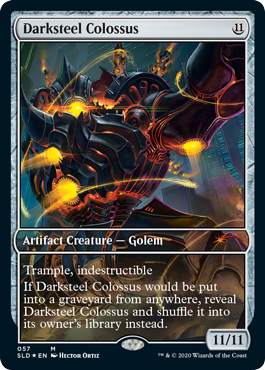 Darksteel Colossus 11
Artifact Creature — Golem
Trample, indestructible
If Darksteel Colossus would be put
into a graveyard from anywhere, reveal
Darksteel Colossus and shuffle it into
its owner's library instead.
11/11
057 M
SLD ★ EN Hector Ortiz ™ & © 2020 Wizards of the Coast